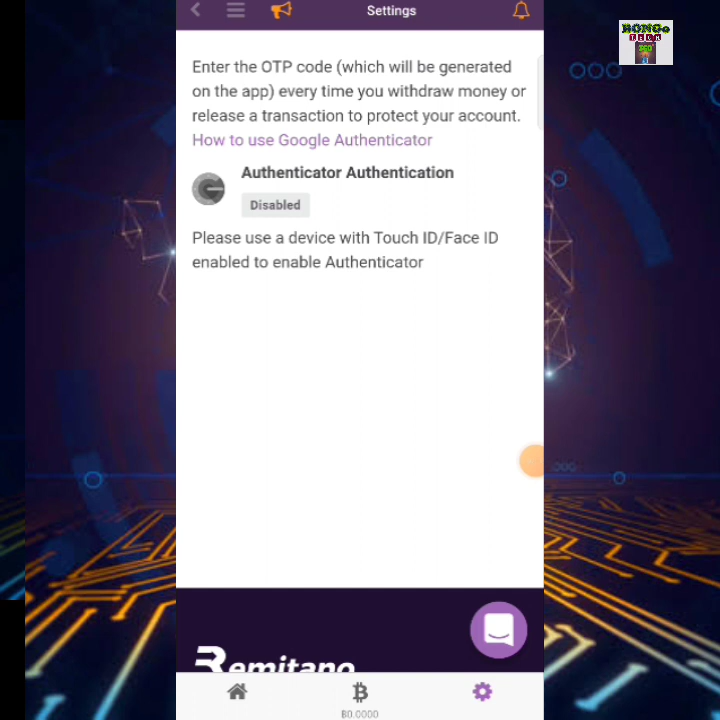 Settings
Enter the OTP code (which will be generated
on the app) every time you withdraw money or
release a transaction to protect your account.
How to use Google Authenticator
Authenticator Authentication
Disabled
Please use a device with Touch ID/Face ID
enabled to enable Authenticator
Remitano
฿0.0000